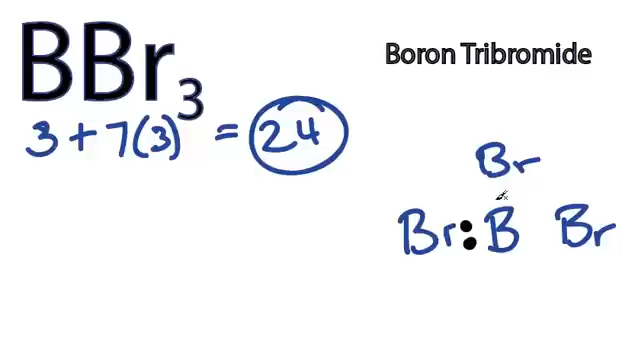 BBr3
Boron Tribromide
3 + 7(3) = 24
Br
Br:B Br